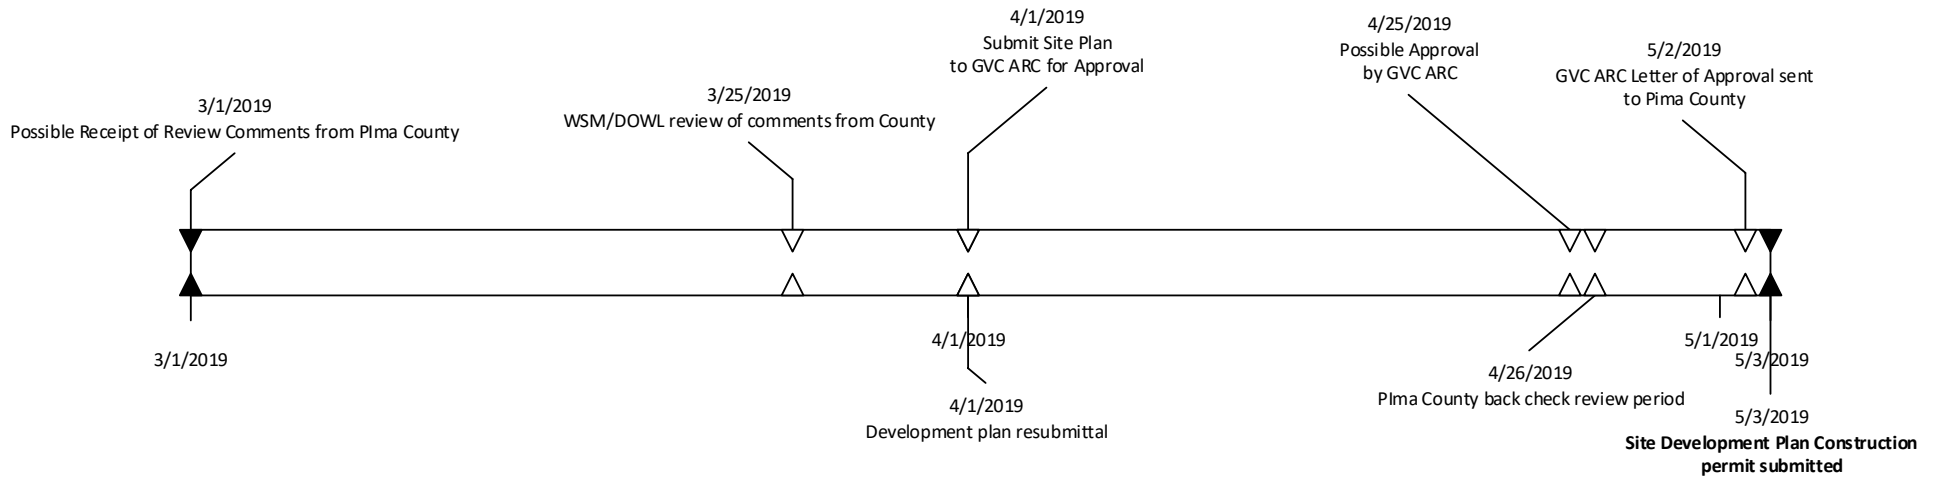 4/1/2019
Submit Site Plan
to GVC ARC for Approval
4/25/2019
Possible Approval
by GVC ARC
5/2/2019
GVC ARC Letter of Approval sent
to Pima County
3/1/2019
Possible Receipt of Review Comments from PIma County
3/25/2019
WSM/DOWL review of comments from County
3/1/2019
4/1/2019
5/1/2019
5/3/2019
4/1/2019
Development plan resubmittal
4/26/2019
PIma County back check review period
5/3/2019
Site Development Plan Construction
permit submitted